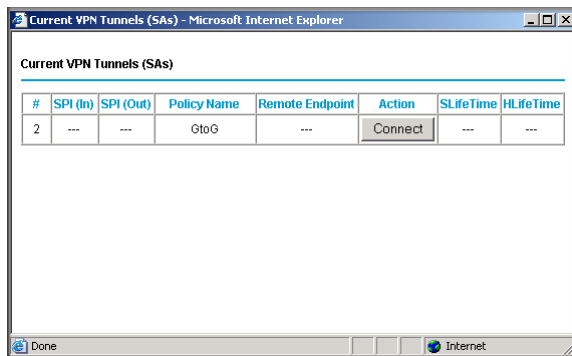 Current VPN Tunnels (SAs) - Microsoft Internet Explorer
Current VPN Tunnels (SAs)
# SPI (In) SPI (Out) Policy Name Remote Endpoint Action SLifeTime HLifeTime
2 --- --- GtoG --- Connect --- ---
Done Internet